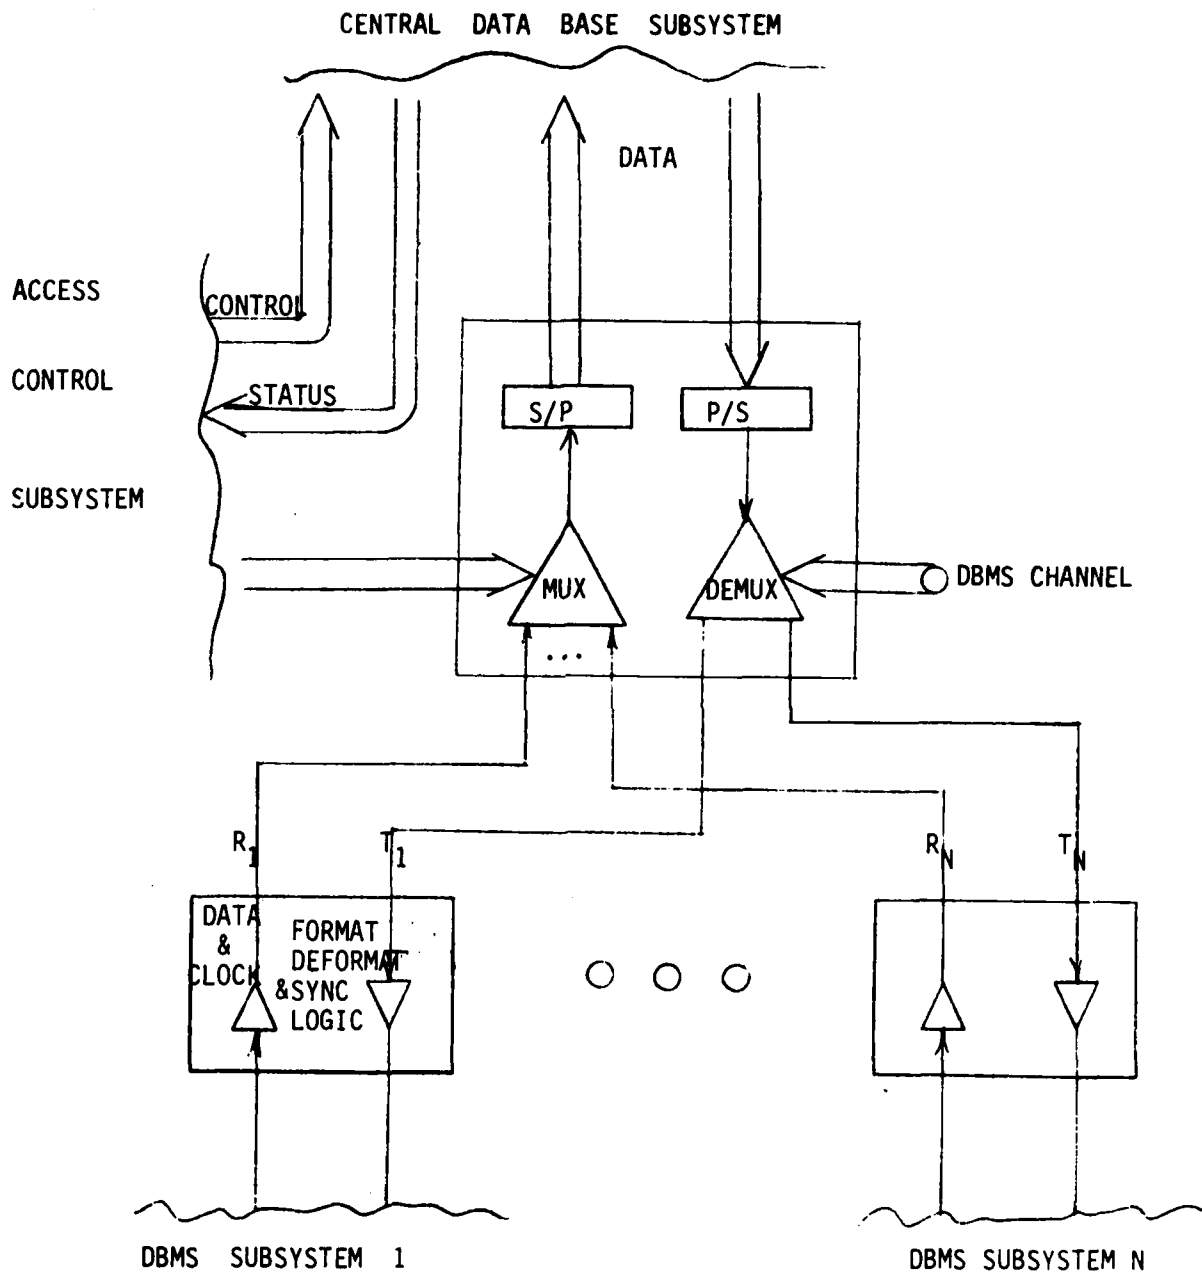 CENTRAL DATA BASE SUBSYSTEM
DATA
ACCESS
CONTROL
CONTROL
STATUS
SUBSYSTEM
S/P
P/S
MUX
DEMUX
DBMS CHANNEL
...
R1
T1
RN
TN
DATA
&
CLOCK
FORMAT
DEFORMAT
&SYNC
LOGIC
DBMS SUBSYSTEM 1
DBMS SUBSYSTEM N